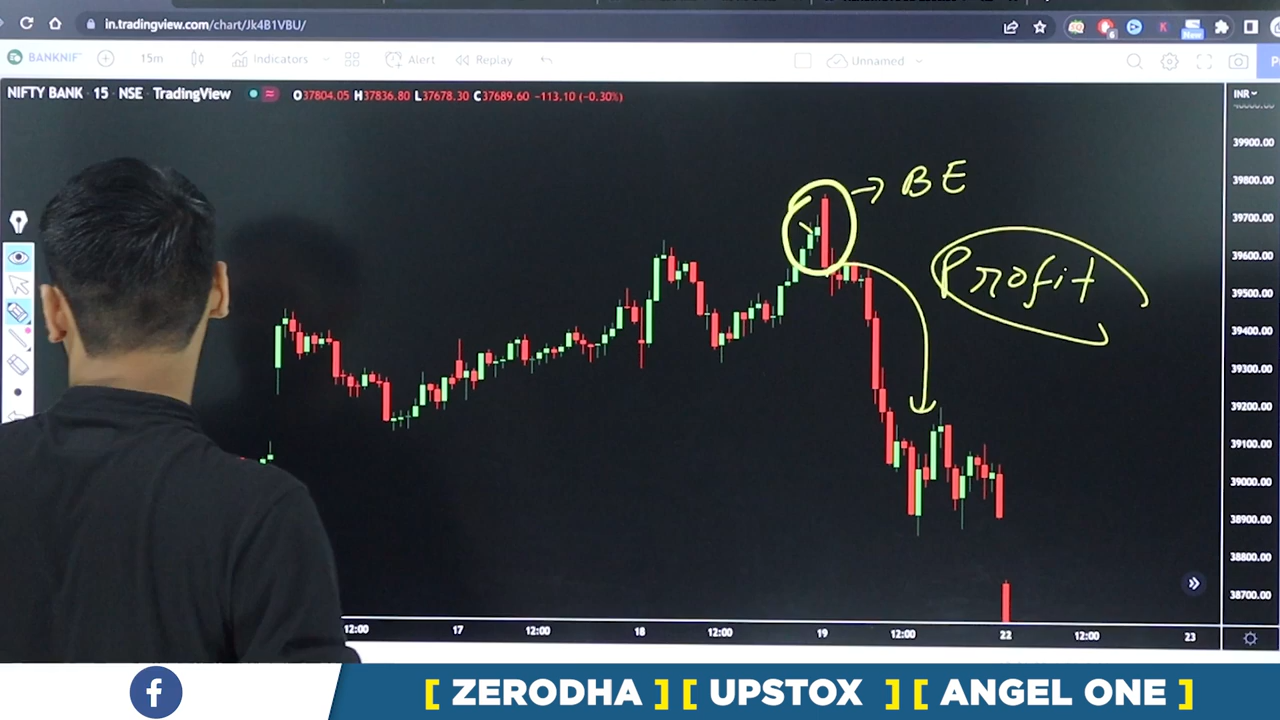 in.tradingview.com/chart/Jk4B1VBU/
6
K
New
BANKNIF
15m
Indicators
Alert
Replay
Unnamed
NIFTY BANK · 15 · NSE · TradingView
O37804.05 H37836.80 L37678.30 C37689.60 -113.10 (-0.30%)
INR
39900.00
39800.00
39700.00
39600.00
39500.00
39400.00
39300.00
39200.00
39100.00
39000.00
38900.00
38800.00
38700.00
→ BE
Profit
12:00 17 12:00 18 12:00 19 12:00 22 12:00 23
f [ ZERODHA ] [ UPSTOX ] [ ANGEL ONE ]